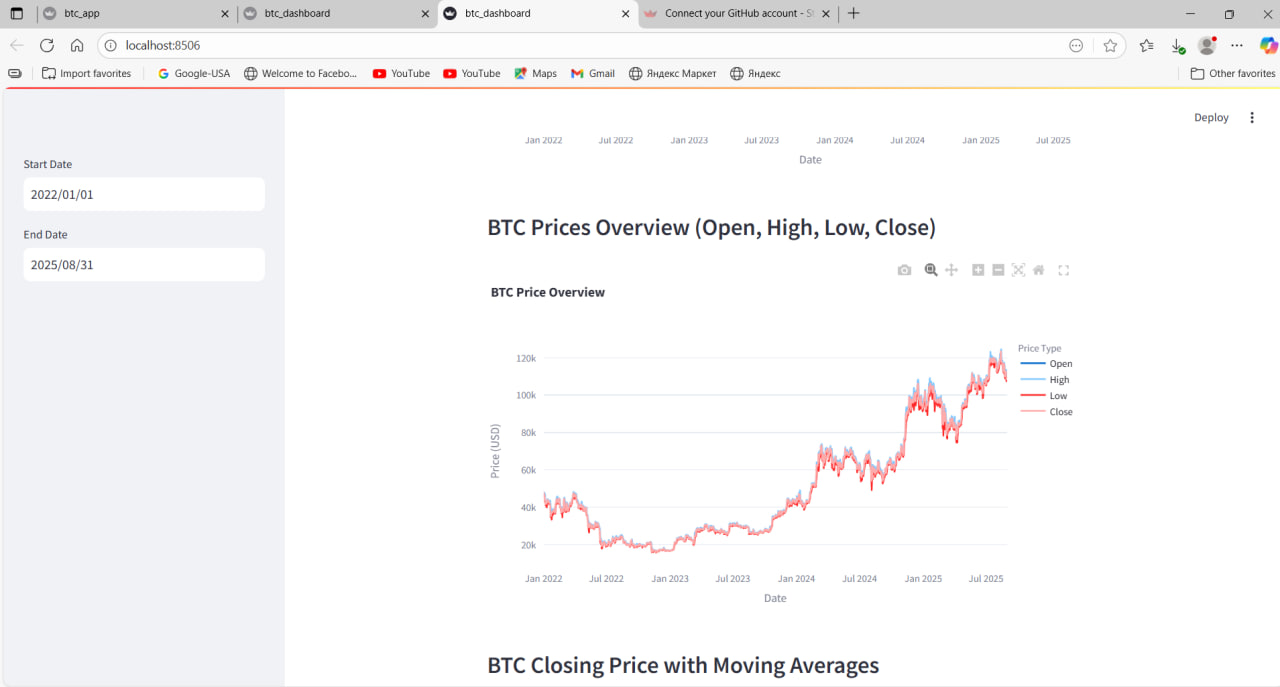 btc_app
btc_dashboard
btc_dashboard
Connect your GitHub account - St
localhost:8506
Import favorites
Google-USA
Welcome to Facebo...
YouTube
YouTube
Maps
Gmail
Яндекс Маркет
Яндекс
Other favorites
Deploy
Start Date
2022/01/01
End Date
2025/08/31
Jan 2022 Jul 2022 Jan 2023 Jul 2023 Jan 2024 Jul 2024 Jan 2025 Jul 2025
Date
BTC Prices Overview (Open, High, Low, Close)
BTC Price Overview
Price (USD)
120k
100k
80k
60k
40k
20k
Jan 2022 Jul 2022 Jan 2023 Jul 2023 Jan 2024 Jul 2024 Jan 2025 Jul 2025
Date
Price Type
Open
High
Low
Close
BTC Closing Price with Moving Averages